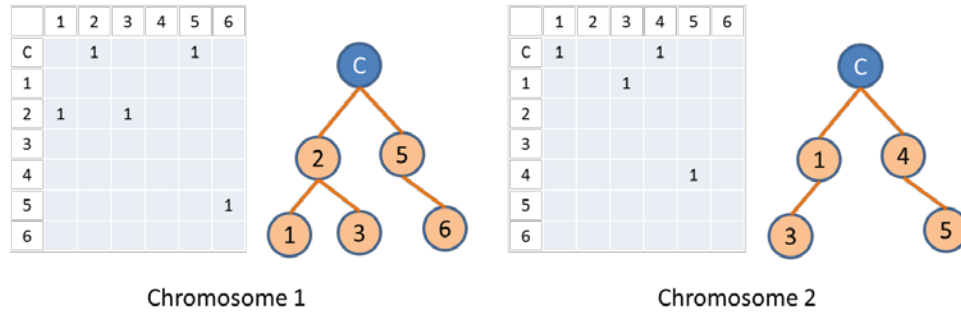 1 2 3 4 5 6
C 1 1
1
2 1 1
3
4
5 1
6
C
2 5
1 3 6
Chromosome 1
1 2 3 4 5 6
C 1 1
1 1
2
3
4 1
5
6
C
1 4
3 5
Chromosome 2